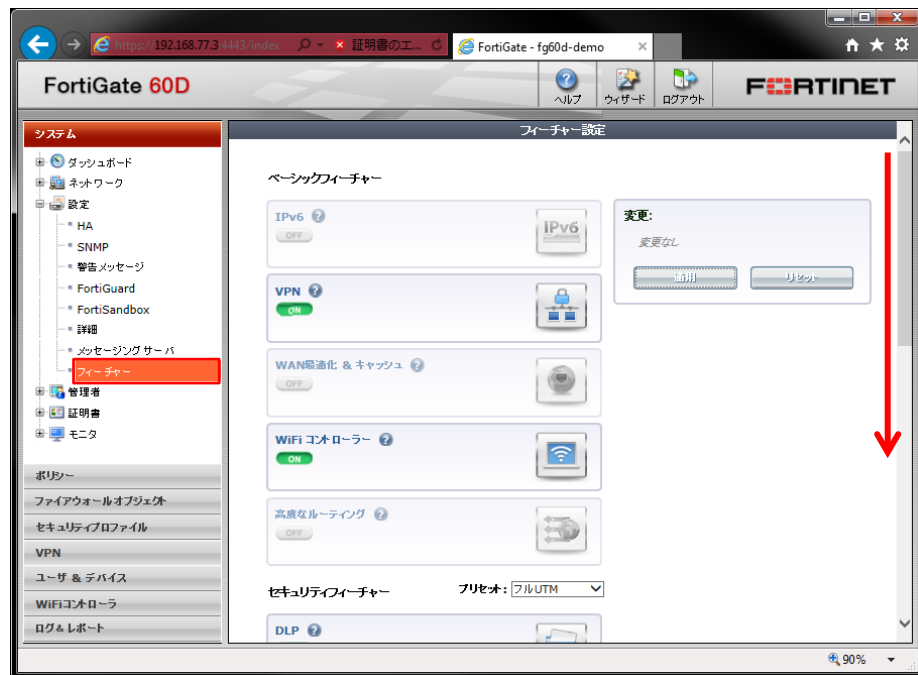 https://192.168.77.3:4443/index
証明書のエ...
FortiGate - fg60d-demo
FortiGate 60D
ヘルプ
ウィザード
ログアウト
FORTINET
システム
フィーチャー設定
ダッシュボード
ネットワーク
設定
HA
SNMP
警告メッセージ
FortiGuard
FortiSandbox
詳細
メッセージング サーバ
フィーチャー
管理者
証明書
モニタ
ポリシー
ファイアウォールオブジェクト
セキュリティプロファイル
VPN
ユーザ & デバイス
WiFiコントローラ
ログ& レポート
ベーシックフィーチャー
IPv6
OFF
IPv6
VPN
ON
WAN最適化 & キャッシュ
OFF
WiFi コントローラー
ON
高度なルーティング
OFF
セキュリティフィーチャー
プリセット: フルUTM
DLP
変更:
変更なし
適用
リセット
90%